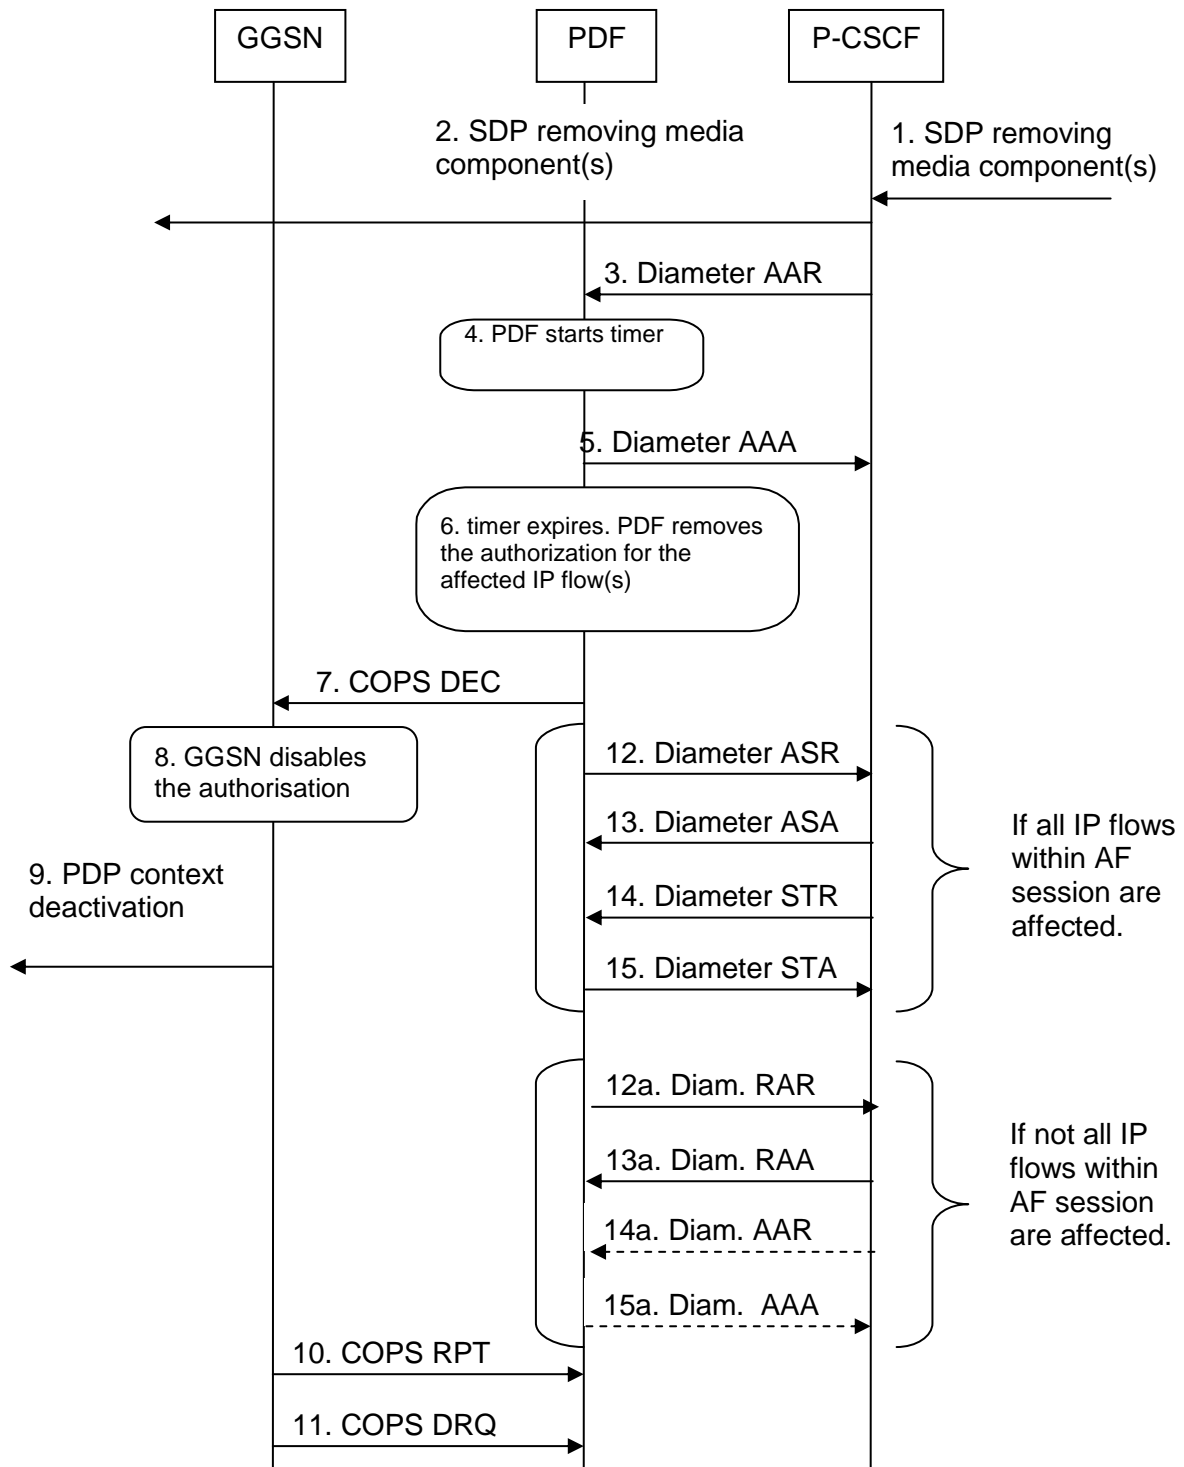 GGSN
PDF
P-CSCF
2. SDP removing media
component(s)
1. SDP removing
media component(s)
3. Diameter AAR
4. PDF starts timer
5. Diameter AAA
6. timer expires. PDF removes
the authorization for the
affected IP flow(s)
7. COPS DEC
8. GGSN disables
the authorisation
12. Diameter ASR
13. Diameter ASA
14. Diameter STR
15. Diameter STA
If all IP flows
within AF
session are
affected.
9. PDP context
deactivation
12a. Diam. RAR
13a. Diam. RAA
14a. Diam. AAR
15a. Diam.  AAA
If not all IP
flows within
AF session
are affected.
10. COPS RPT
11. COPS DRQ